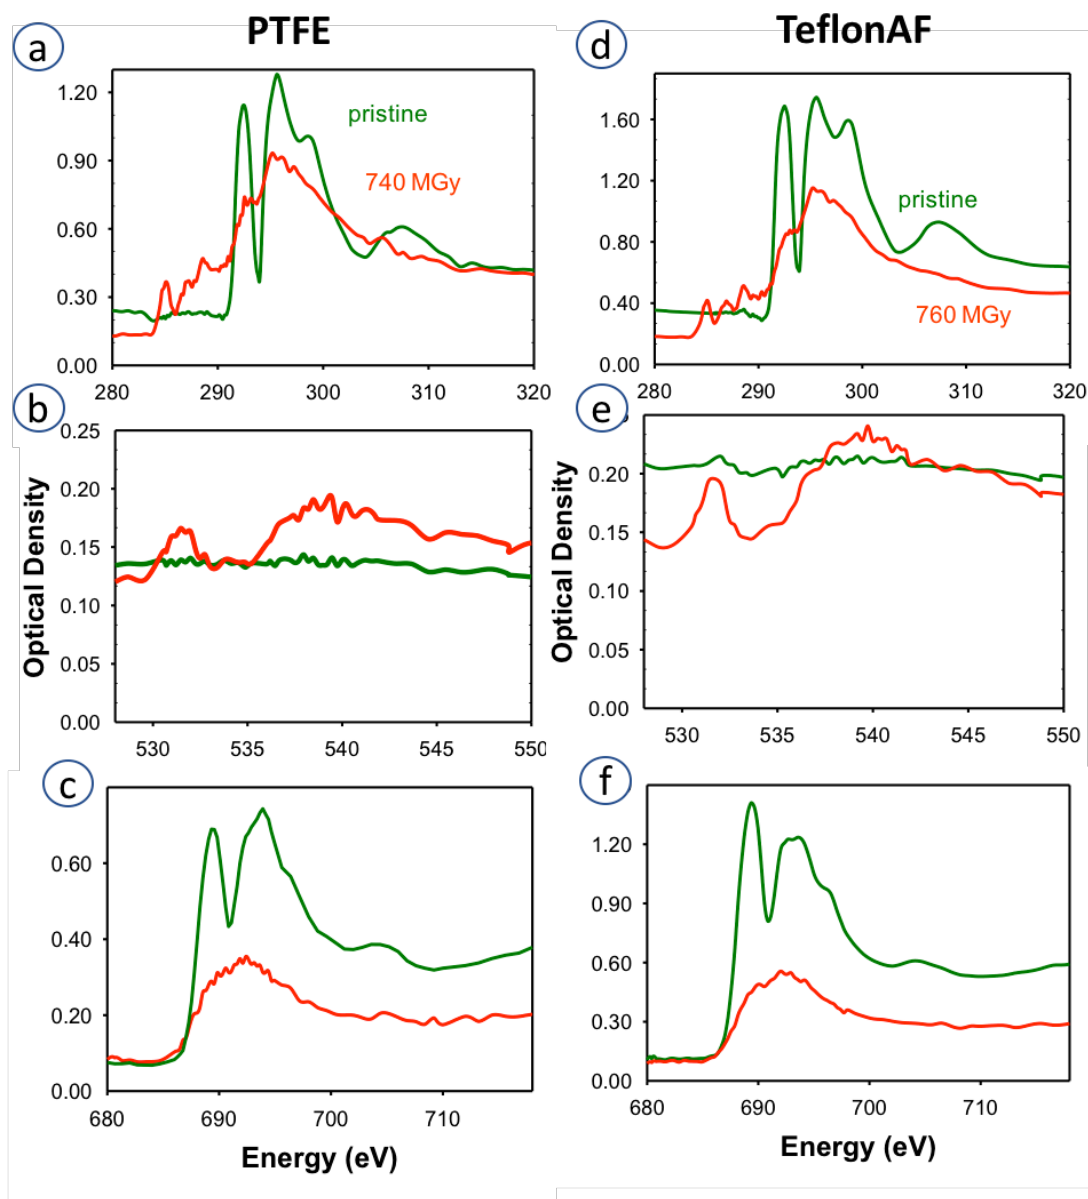 PTFE
TeflonAF
a
d
1.20
0.90
0.60
0.30
0.00
pristine
740 MGy
280 290 300 310 320
1.60
1.20
0.80
0.40
0.00
pristine
760 MGy
280 290 300 310 320
b
e
Optical Density
0.25
0.20
0.15
0.10
0.05
0.00
530 535 540 545 550
Optical Density
0.20
0.15
0.10
0.05
0.00
530 535 540 545 550
c
f
0.60
0.40
0.20
0.00
680 690 700 710
Energy (eV)
1.20
0.90
0.60
0.30
0.00
680 690 700 710
Energy (eV)